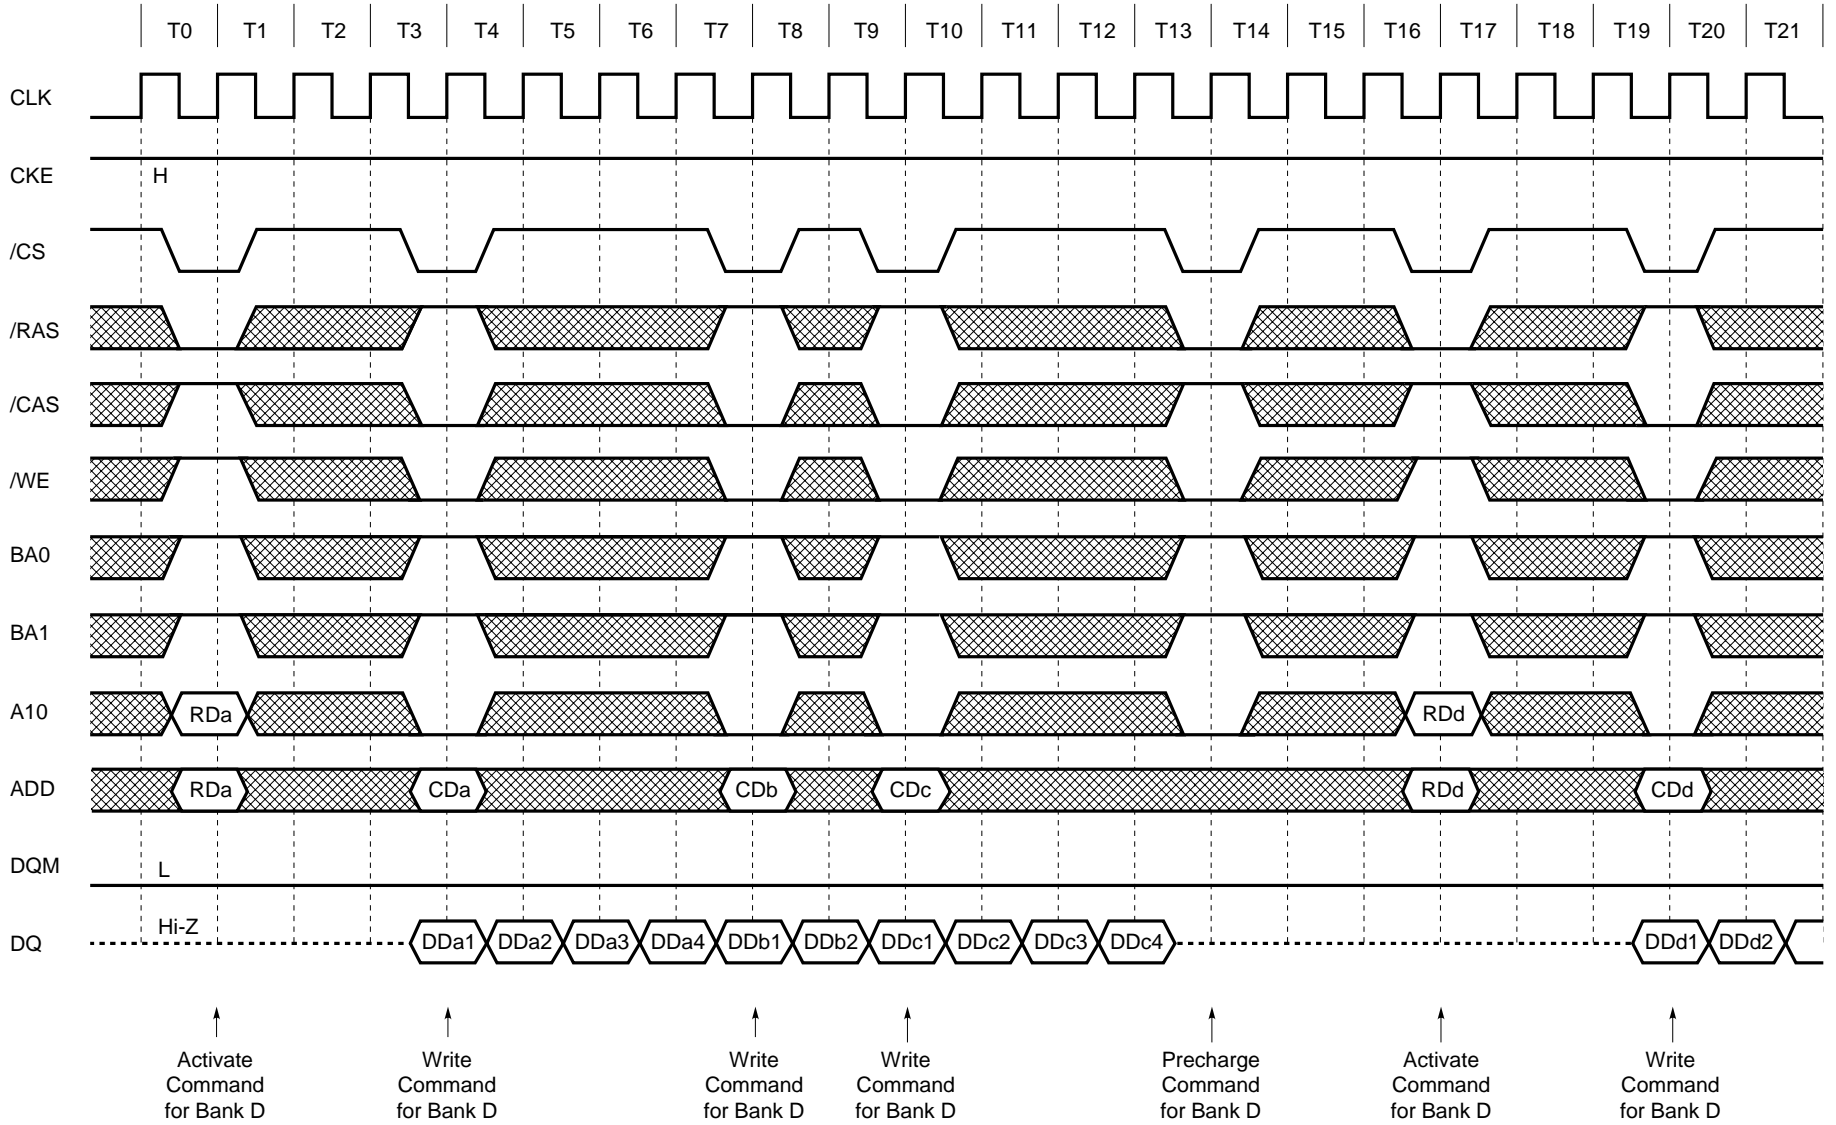 T0 T1 T2 T3 T4 T5 T6 T7 T8 T9 T10 T11 T12 T13 T14 T15 T16 T17 T18 T19 T20 T21
CLK
CKE H
/CS
/RAS
/CAS
/WE
BA0
BA1
A10 RDa RDd
ADD RDa CDa CDb CDc RDd CDd
DQM L
DQ Hi-Z DDa1 DDa2 DDa3 DDa4 DDb1 DDb2 DDc1 DDc2 DDc3 DDc4 DDd1 DDd2
Activate Write Write Write Precharge Activate Write
Command Command Command Command Command Command Command
for Bank D for Bank D for Bank D for Bank D for Bank D for Bank D for Bank D